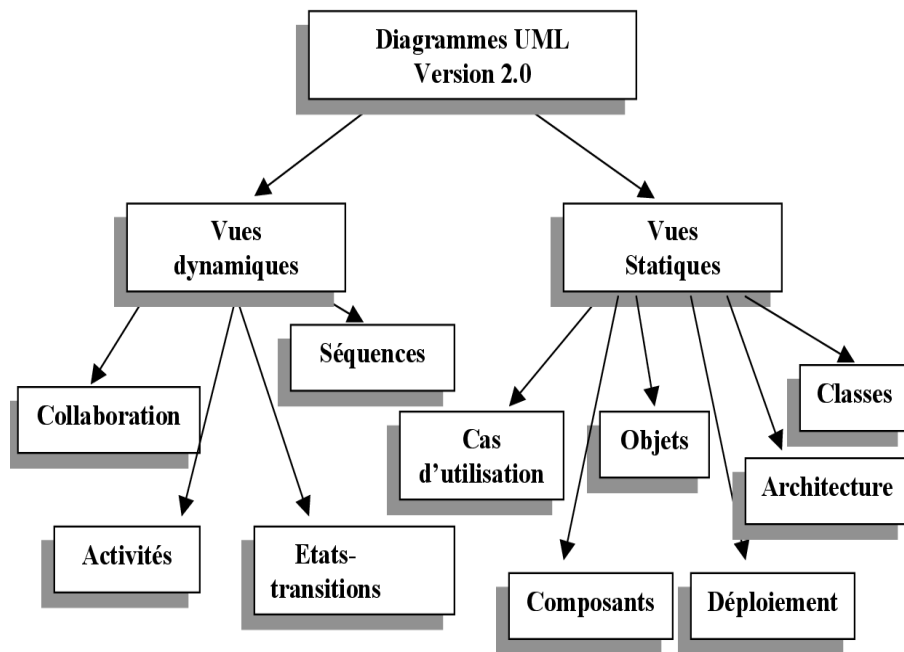 Diagrammes UML
Version 2.0
Vues
dynamiques
Vues
Statiques
Séquences
Collaboration
Classes
Cas
d’utilisation
Objets
Architecture
Activités
Etats-
transitions
Composants
Déploiement